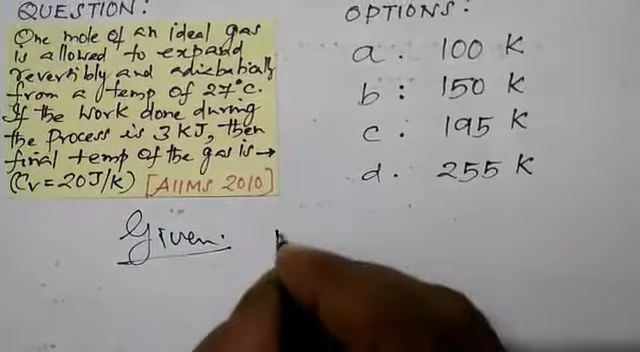 QUESTION:
One mole of an ideal gas
is allowed to expand
reversibly and adiabatically
from a temp of 27°C.
If the work done during
the Process is 3 KJ, then
final temp of the gas is →
(Cv = 20J/K) [AIIMS 2010]
OPTIONS:
a. 100 K
b: 150 K
c. 195 K
d. 255 K
Given.